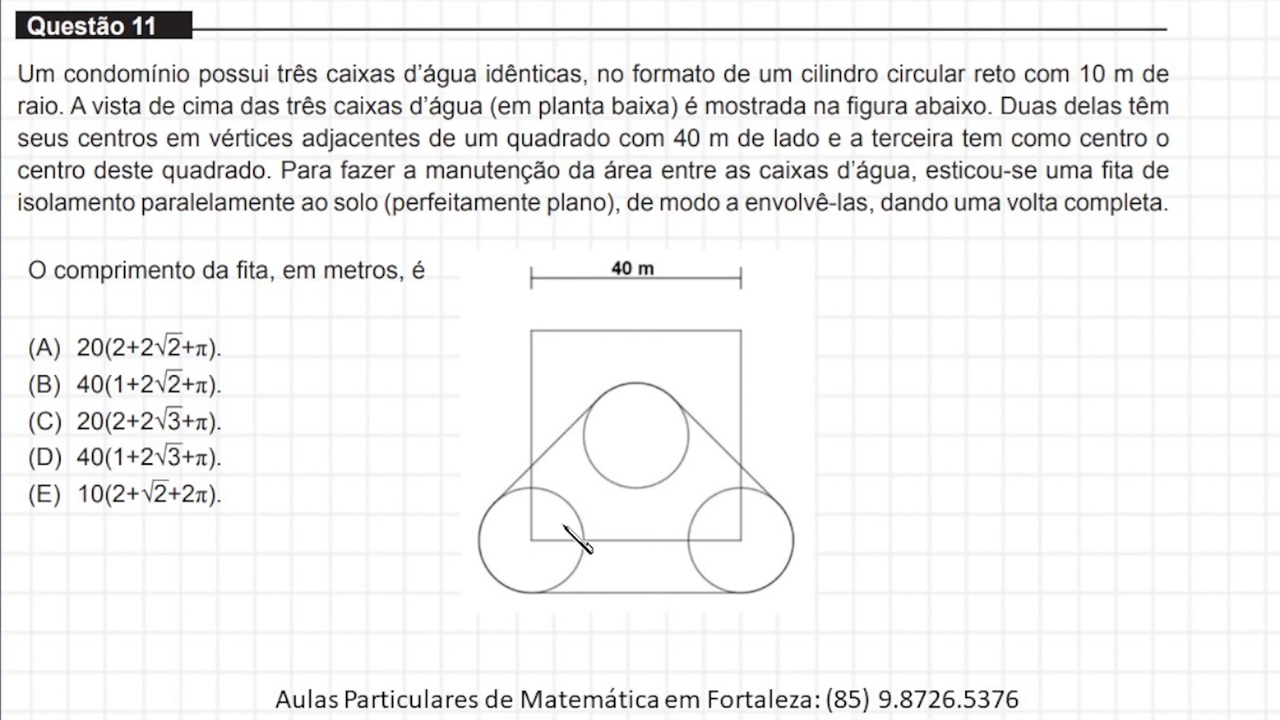 Questão 11
Um condomínio possui três caixas d'água idênticas, no formato de um cilindro circular reto com 10 m de
raio. A vista de cima das três caixas d'água (em planta baixa) é mostrada na figura abaixo. Duas delas têm
seus centros em vértices adjacentes de um quadrado com 40 m de lado e a terceira tem como centro o
centro deste quadrado. Para fazer a manutenção da área entre as caixas d'água, esticou-se uma fita de
isolamento paralelamente ao solo (perfeitamente plano), de modo a envolvê-las, dando uma volta completa.
O comprimento da fita, em metros, é
40 m
(A) 20(2+2√2+π).
(B) 40(1+2√2+π).
(C) 20(2+2√3+π).
(D) 40(1+2√3+π).
(E) 10(2+√2+2π).
Aulas Particulares de Matemática em Fortaleza: (85) 9.8726.5376